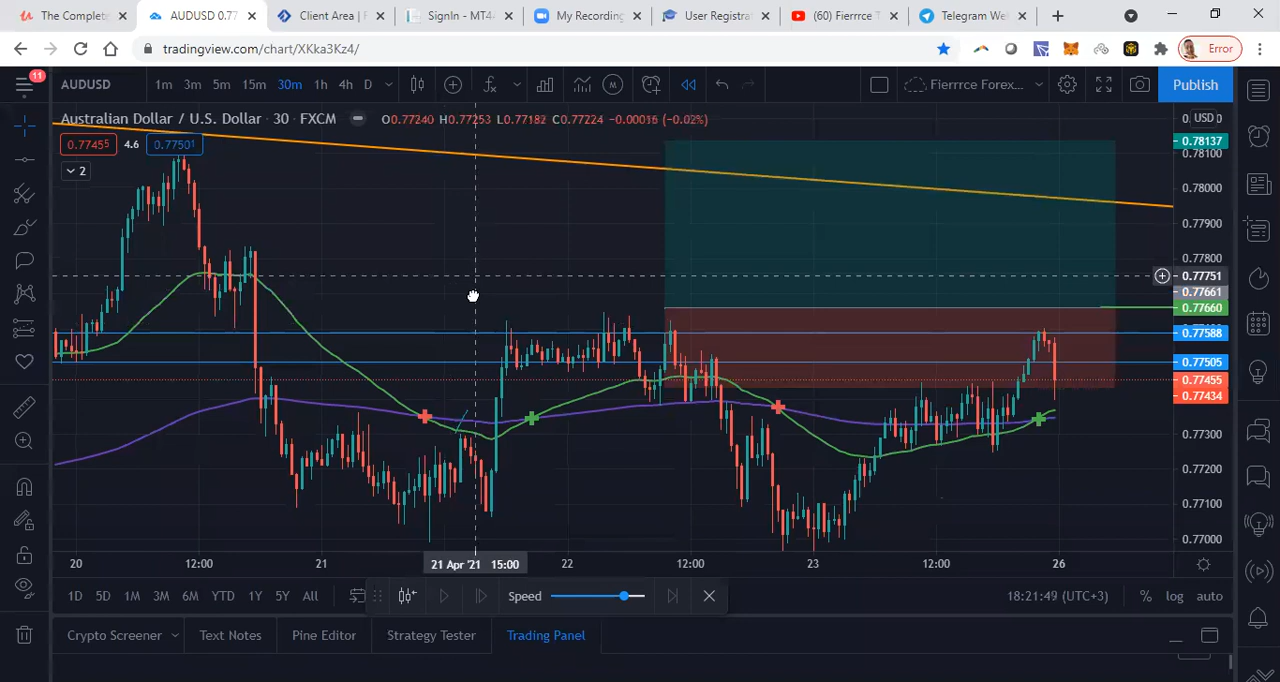 The Complet
AUDUSD 0.77
Client Area | F
SignIn - MT4
My Recording
User Registra
(60) Fierrrce T
Telegram We
tradingview.com/chart/XKka3Kz4/
Error
11
AUDUSD
1m 3m 5m 15m 30m 1h 4h D
M
Fierrrce Forex...
Publish
Australian Dollar / U.S. Dollar · 30 · FXCM
O0.77240 H0.77253 L0.77182 C0.77224 -0.00016 (-0.02%)
USD
0.77455 4.6 0.77501
2
0.78137
0.78100
0.78000
0.77900
0.77800
0.77751
0.77661
0.77660
0.77588
0.77505
0.77455
0.77434
0.77300
0.77200
0.77100
0.77000
20 12:00 21 21 Apr '21 15:00 22 12:00 23 12:00 26
1D 5D 1M 3M 6M YTD 1Y 5Y All
Speed
18:21:49 (UTC+3) % log auto
Crypto Screener Text Notes Pine Editor Strategy Tester Trading Panel